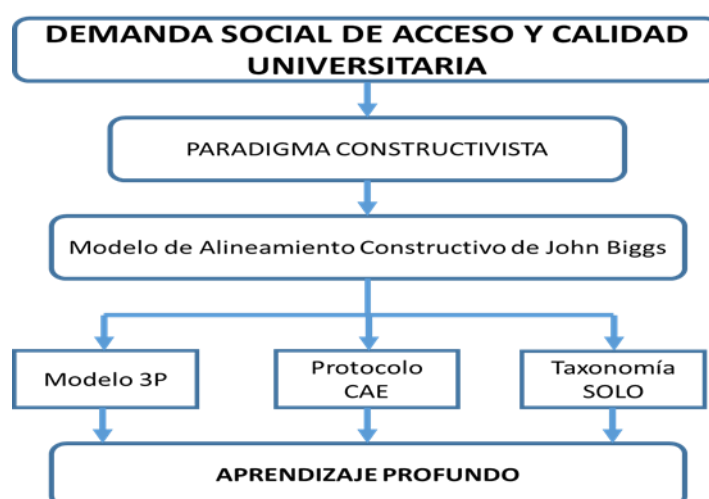 DEMANDA SOCIAL DE ACCESO Y CALIDAD
UNIVERSITARIA
PARADIGMA CONSTRUCTIVISTA
Modelo de Alineamiento Constructivo de John Biggs
Modelo 3P
Protocolo
CAE
Taxonomía
SOLO
APRENDIZAJE PROFUNDO